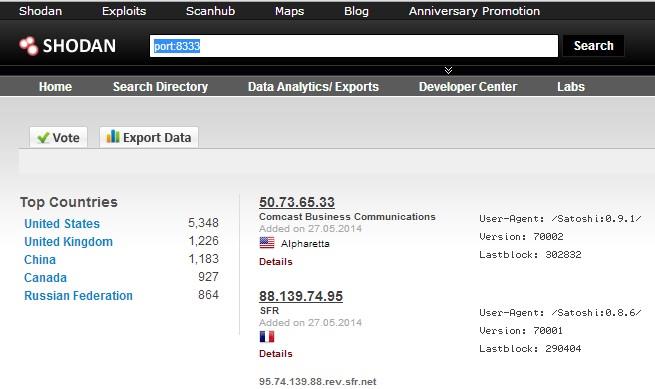 Shodan Exploits Scanhub Maps Blog Anniversary Promotion
SHODAN port:8333 Search
Home Search Directory Data Analytics/ Exports Developer Center Labs
Vote Export Data
Top Countries
United States 5,348
United Kingdom 1,226
China 1,183
Canada 927
Russian Federation 864
50.73.65.33
Comcast Business Communications
Added on 27.05.2014
Alpharetta
Details
User-Agent: /Satoshi:0.9.1/
Version: 70002
Lastblock: 302832
88.139.74.95
SFR
Added on 27.05.2014
Details
95.74.139.88.rev.sfr.net
User-Agent: /Satoshi:0.8.6/
Version: 70001
Lastblock: 290404